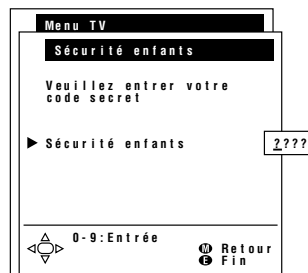 Menu TV
Sécurité enfants
Veuillez entrer votre
code secret
▶ Sécurité enfants ????
0-9:Entrée
M Retour
E Fin